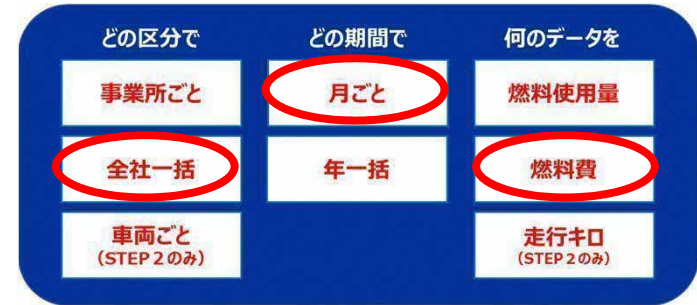 どの区分で
どの期間で
何のデータを
事業所ごと
月ごと
燃料使用量
全社一括
年一括
燃料費
車両ごと
(STEP2のみ)
走行キロ
(STEP2のみ)